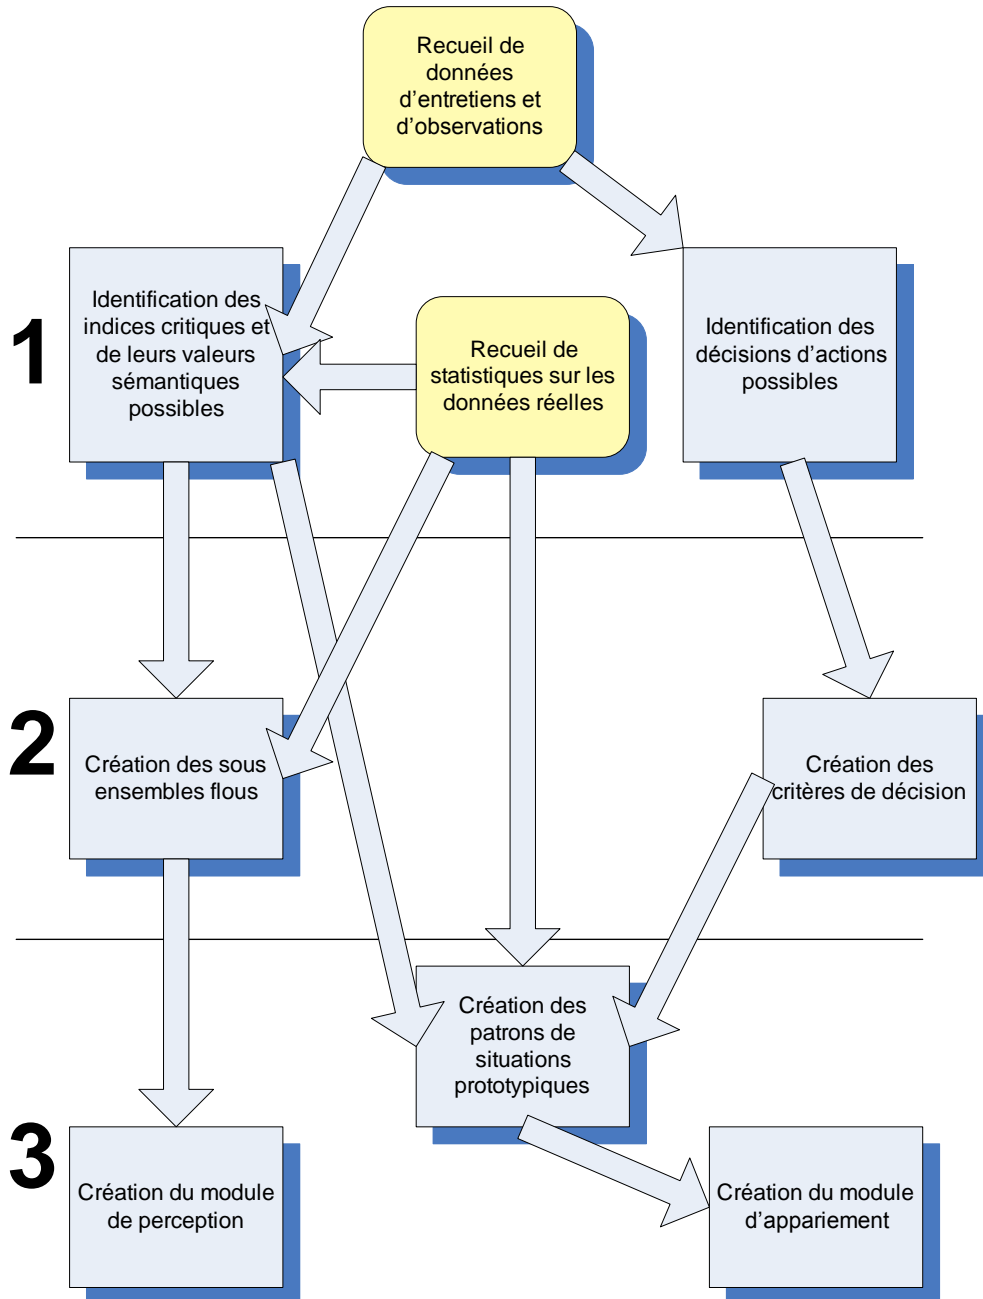 Recueil de
données
d'entretiens et
d'observations
1
Identification des
indices critiques et
de leurs valeurs
sémantiques
possibles
Recueil de
statistiques sur les
données réelles
Identification des
décisions d'actions
possibles
2
Création des sous
ensembles flous
Création des
critères de décision
Création des
patrons de
situations
prototypiques
3
Création du module
de perception
Création du module
d'appariement